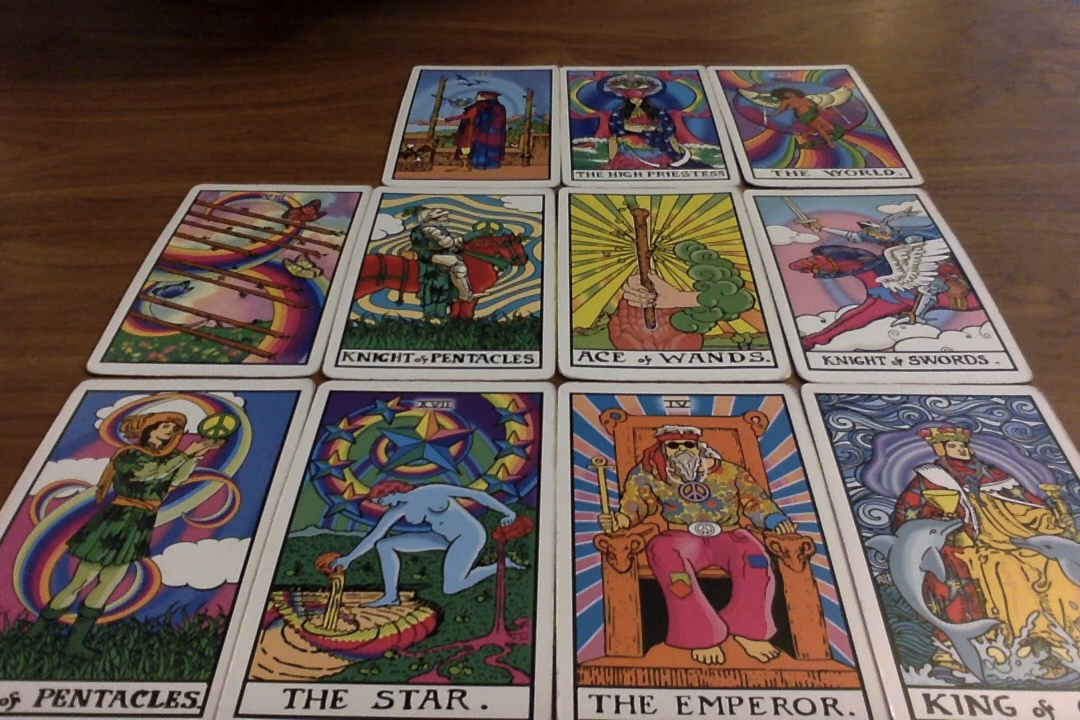 THE HIGH PRIESTESS
THE WORLD.
KNIGHT of PENTACLES
ACE of WANDS.
KNIGHT of SWORDS.
XVII
IV
of PENTACLES.
THE STAR.
THE EMPEROR.
KING of